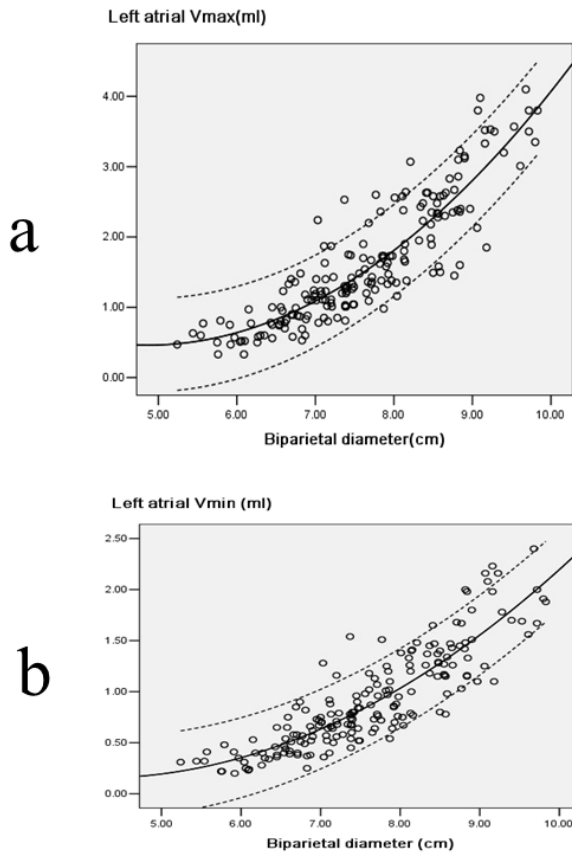 Left atrial Vmax(ml)
4.00
3.00
a
2.00
1.00
0.00
5.00 6.00 7.00 8.00 9.00 10.00
Biparietal diameter(cm)
Left atrial Vmin (ml)
2.50
2.00
1.50
b
1.00
0.50
0.00
5.00 6.00 7.00 8.00 9.00 10.00
Biparietal diameter (cm)